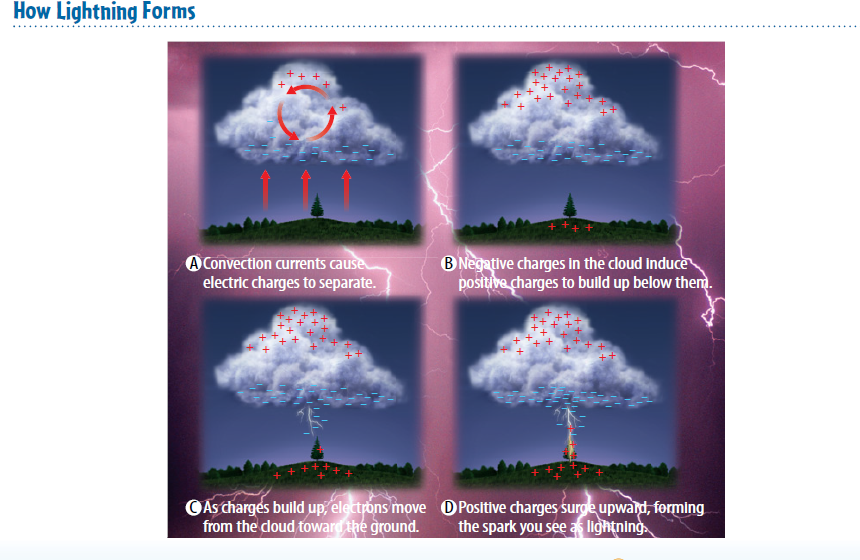 How Lightning Forms
A Convection currents cause
electric charges to separate.
B Negative charges in the cloud induce
positive charges to build up below them.
C As charges build up, electrons move
from the cloud toward the ground.
D Positive charges surge upward, forming
the spark you see as lightning.